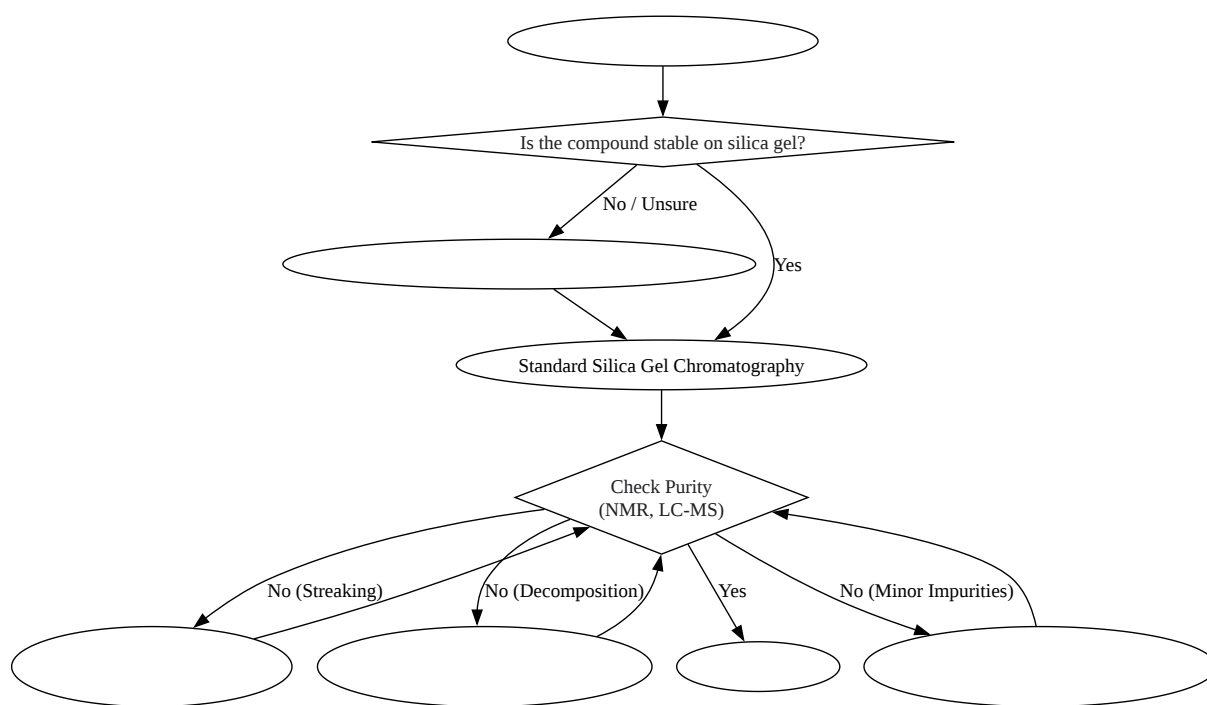 Is the compound stable on silica gel?
No / Unsure
Yes
Standard Silica Gel Chromatography
Check Purity
(NMR, LC-MS)
No (Streaking)
No (Decomposition)
Yes
No (Minor Impurities)